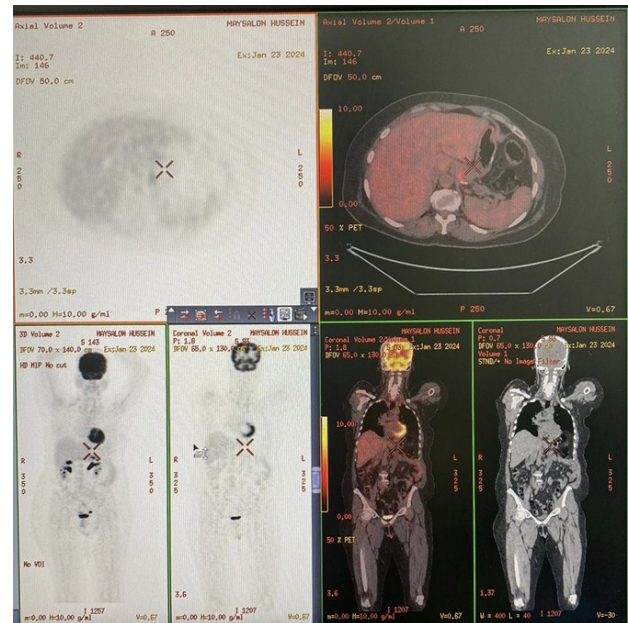 Axial Volume 2
MAYSALON HUSSEIN
A 250
I: 440.7
Im: 146
Ex:Jan 23 2024
DFOV 50.0 cm
R
250
L
250
3.3
3.3mm /3.3sp
m=0.00 M=10.00 g/ml
P
Axial Volume 2/Volume 1
MAYSALON HUSSEIN
A 250
I: 440.7
Im: 146
Ex:Jan 23 2024
DFOV 50.0 cm
10.00
L
250
0.00
50 % PET
3.3
3.3mm /3.3sp
m=0.00 M=10.00 g/ml
P 250
V=0.67
3D Volume 2
MAYSALON HUSSEIN
S 143
DFOV 70.0 x 140.0 cm
Ex:Jan 23 2024
HD MIP No cut
R
350
L
350
No VOI
I 1257
m=0.00 M=10.00 g/ml
V=0.67
Coronal Volume 2
MAYSALON HUSSEIN
P: 1.8
DFOV 65.0 x 130.0 cm
Ex:Jan 23 2024
R
325
L
325
3.6
I 1207
m=0.00 M=10.00 g/ml
V=0.67
Coronal Volume 2/Volume 1
MAYSALON HUSSEIN
P: 1.8
DFOV 65.0 x 130.0
Ex:Jan 23 2024
10.00
L
325
0.00
50 % PET
3.6
I 1207
m=0.00 M=10.00 g/ml
V=0.67
Coronal
MAYSALON HUSSEIN
P: 0.7
DFOV 65.0 x 130.0 cm
Ex:Jan 23 2024
Volume 1
STND/+ No Image Filter
R
325
L
325
1.37
I 1207
W = 400 L = 40
V=-30